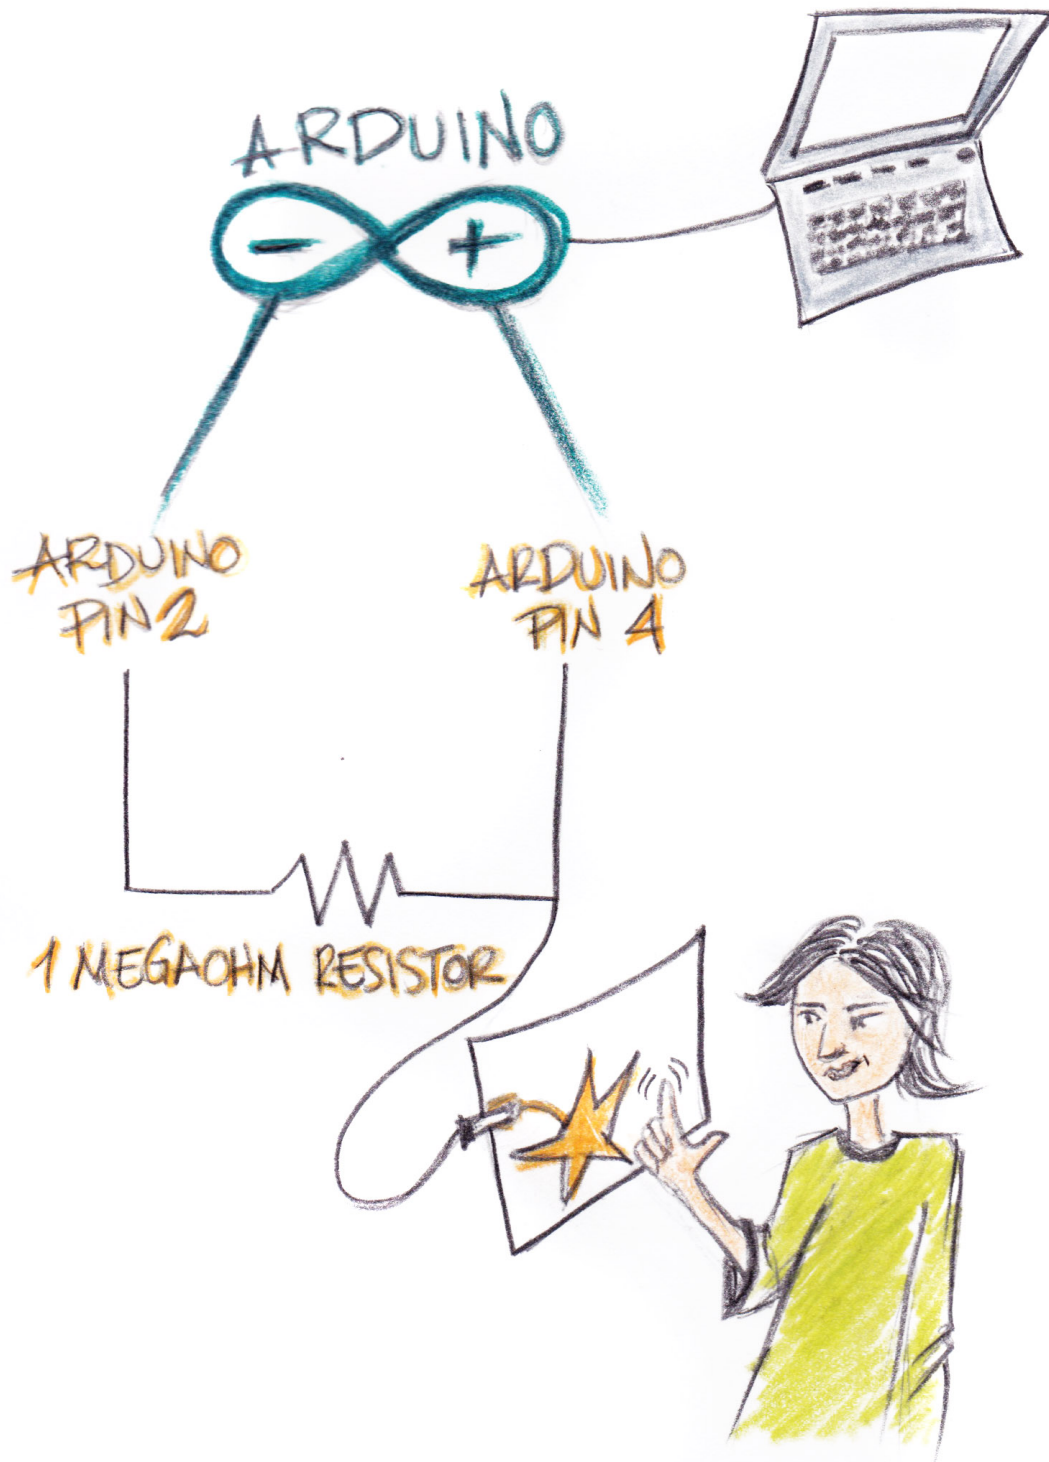 ARDUINO
- +
ARDUINO
PIN 2
ARDUINO
PIN 4
1 MEGAOHM RESISTOR